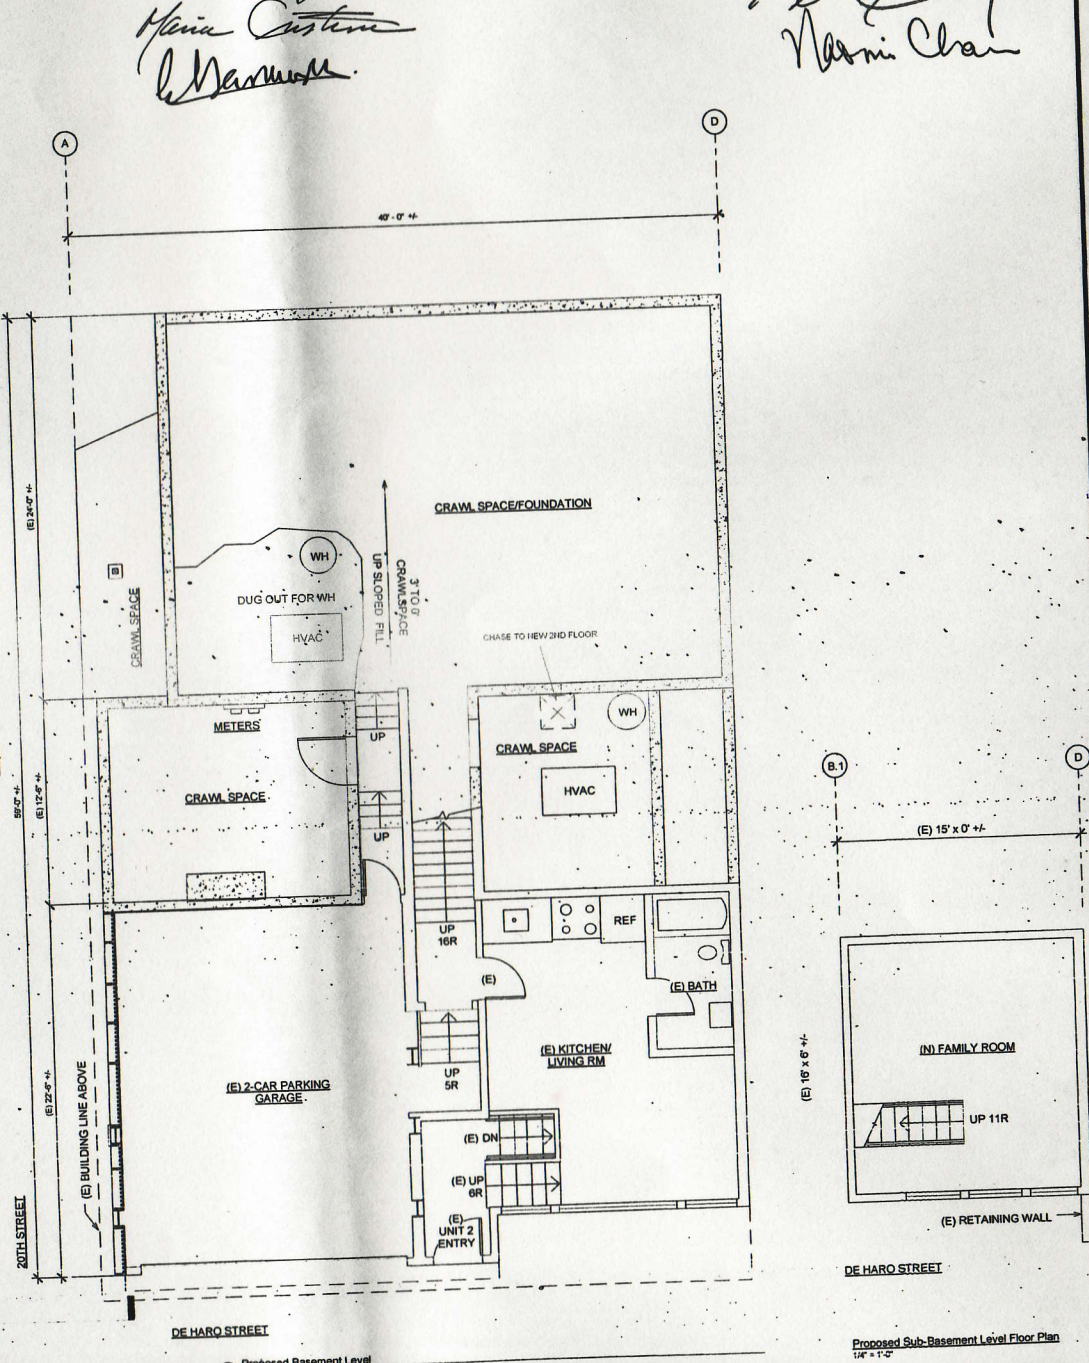 Maria Cristina
Naomi Chan
A
D
40' - 0" +/-
(E) 24'-0" +/-
59'-0" +/-
(E) 12'-6" +/-
(E) 22'-6" +/-
CRAWL SPACE/FOUNDATION
WH
DUG OUT FOR WH
HVAC
UP SLOPED FILL
CRAWLSPACE
3' TO 0'
CHASE TO NEW 2ND FLOOR
CRAWL SPACE
METERS
CRAWL SPACE
UP
UP
CRAWL SPACE
WH
HVAC
UP
16R
REF
(E)
(E) BATH
(E) KITCHEN/
LIVING RM
UP
5R
(E) 2-CAR PARKING
GARAGE
(E) DN
(E) UP
6R
(E)
UNIT 2
ENTRY
(E) BUILDING LINE ABOVE
20TH STREET
DE HARO STREET
Proposed Basement Level
B.1
D
(E) 15' x 0' +/-
(E) 16' x 6' +/-
(N) FAMILY ROOM
UP 11R
(E) RETAINING WALL
DE HARO STREET
Proposed Sub-Basement Level Floor Plan
1/4" = 1'-0"